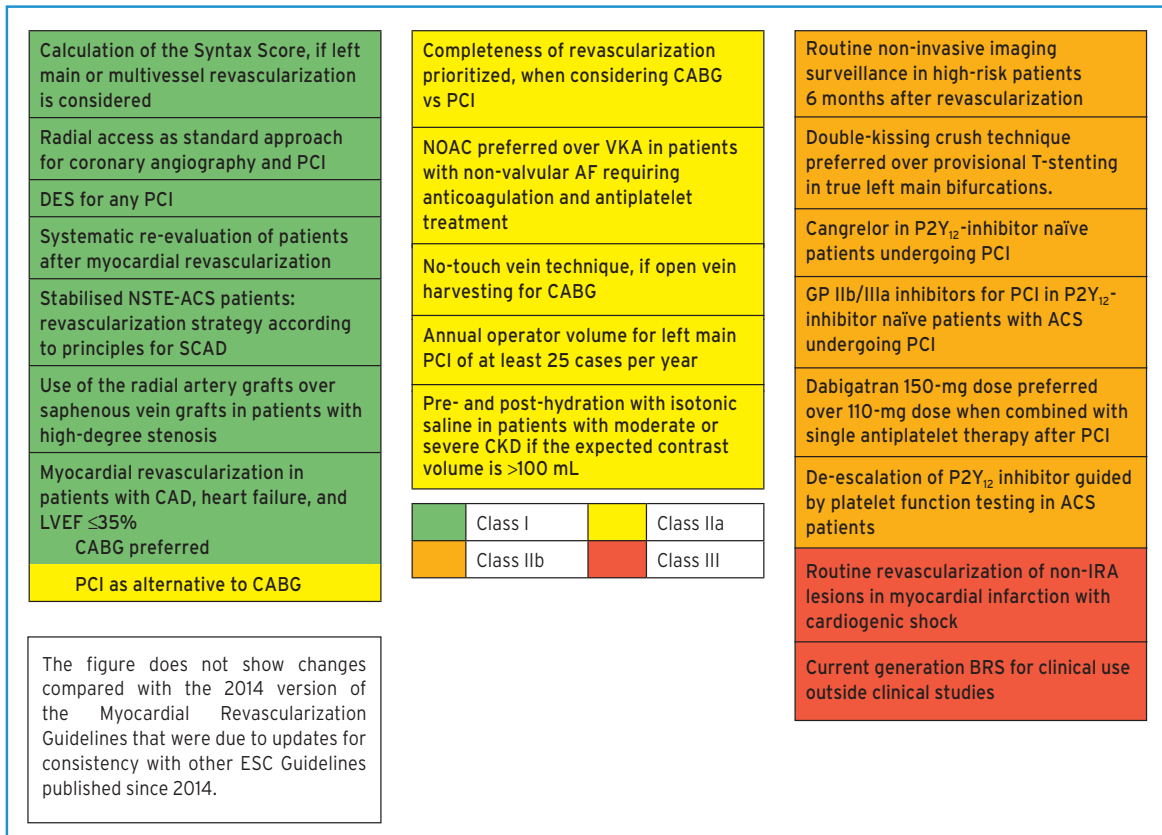 Calculation of the Syntax Score, if left
main or multivessel revascularization
is considered
Radial access as standard approach
for coronary angiography and PCI
DES for any PCI
Systematic re-evaluation of patients
after myocardial revascularization
Stabilised NSTE-ACS patients:
revascularization strategy according
to principles for SCAD
Use of the radial artery grafts over
saphenous vein grafts in patients with
high-degree stenosis
Myocardial revascularization in
patients with CAD, heart failure, and
LVEF ≤35%
CABG preferred
PCI as alternative to CABG
The figure does not show changes
compared with the 2014 version of
the Myocardial Revascularization
Guidelines that were due to updates for
consistency with other ESC Guidelines
published since 2014.
Completeness of revascularization
prioritized, when considering CABG
vs PCI
NOAC preferred over VKA in patients
with non-valvular AF requiring
anticoagulation and antiplatelet
treatment
No-touch vein technique, if open vein
harvesting for CABG
Annual operator volume for left main
PCI of at least 25 cases per year
Pre- and post-hydration with isotonic
saline in patients with moderate or
severe CKD if the expected contrast
volume is >100 mL
Class I
Class IIa
Class IIb
Class III
Routine non-invasive imaging
surveillance in high-risk patients
6 months after revascularization
Double-kissing crush technique
preferred over provisional T-stenting
in true left main bifurcations.
Cangrelor in P2Y₁₂-inhibitor naïve
patients undergoing PCI
GP IIb/IIIa inhibitors for PCI in P2Y₁₂-
inhibitor naïve patients with ACS
undergoing PCI
Dabigatran 150-mg dose preferred
over 110-mg dose when combined with
single antiplatelet therapy after PCI
De-escalation of P2Y₁₂ inhibitor guided
by platelet function testing in ACS
patients
Routine revascularization of non-IRA
lesions in myocardial infarction with
cardiogenic shock
Current generation BRS for clinical use
outside clinical studies